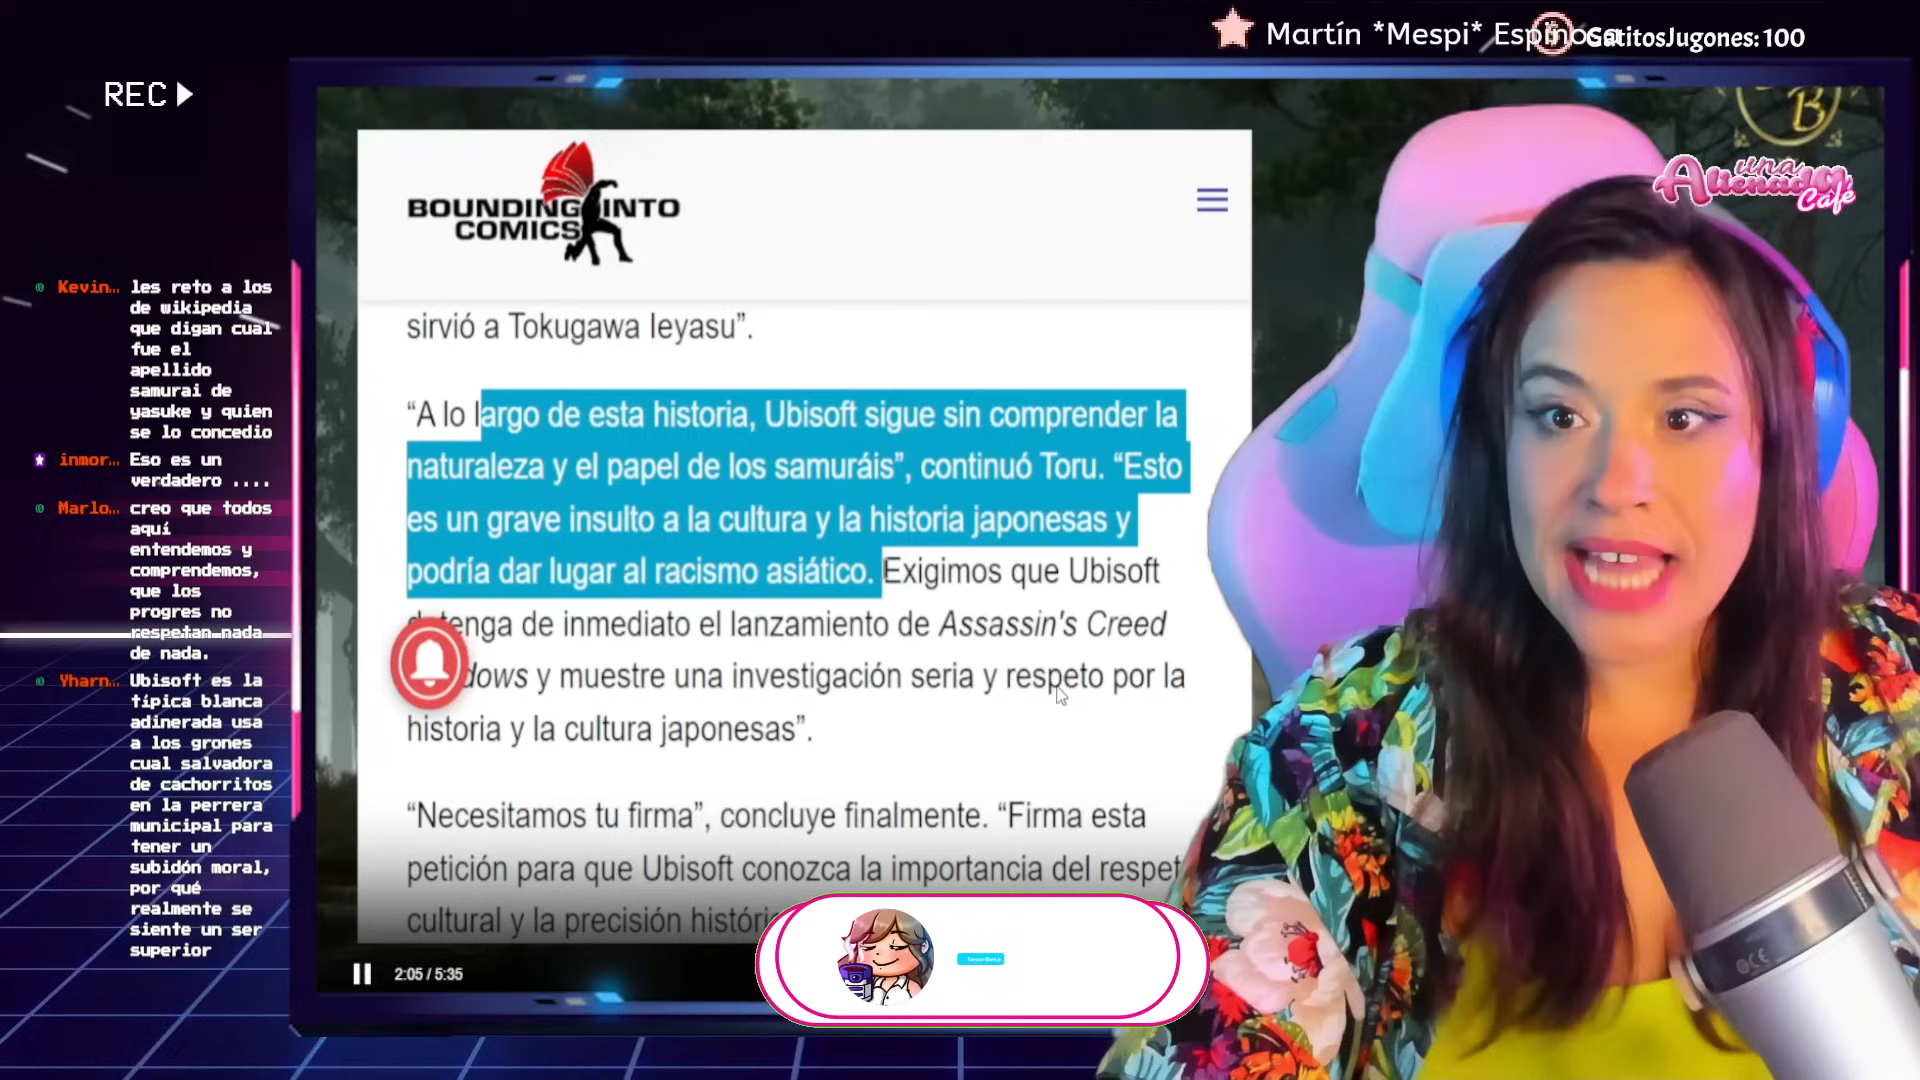 Martín *Mespi* Espinosa
GatitosJugones: 100
REC
B
una
Alienada
Café
BOUNDING INTO
COMICS
sirvió a Tokugawa Ieyasu”.
“A lo largo de esta historia, Ubisoft sigue sin comprender la
naturaleza y el papel de los samuráis”, continuó Toru. “Esto
es un grave insulto a la cultura y la historia japonesas y
podría dar lugar al racismo asiático. Exigimos que Ubisoft
tenga de inmediato el lanzamiento de Assassin's Creed
dows y muestre una investigación seria y respeto por la
historia y la cultura japonesas”.
“Necesitamos tu firma”, concluye finalmente. “Firma esta
petición para que Ubisoft conozca la importancia del respet
cultural y la precisión históric
2:05 / 5:35
Suscríbete
Kevin… les reto a los
de wikipedia
que digan cual
fue el
apellido
samurai de
yasuke y quien
se lo concedio
inmor… Eso es un
verdadero ....
Marlo… creo que todos
aquí
entendemos y
comprendemos,
que los
progres no
respetan nada
de nada.
Yharn… Ubisoft es la
típica blanca
adinerada usa
a los grones
cual salvadora
de cachorritos
en la perrera
municipal para
tener un
subidón moral,
por qué
realmente se
siente un ser
superior